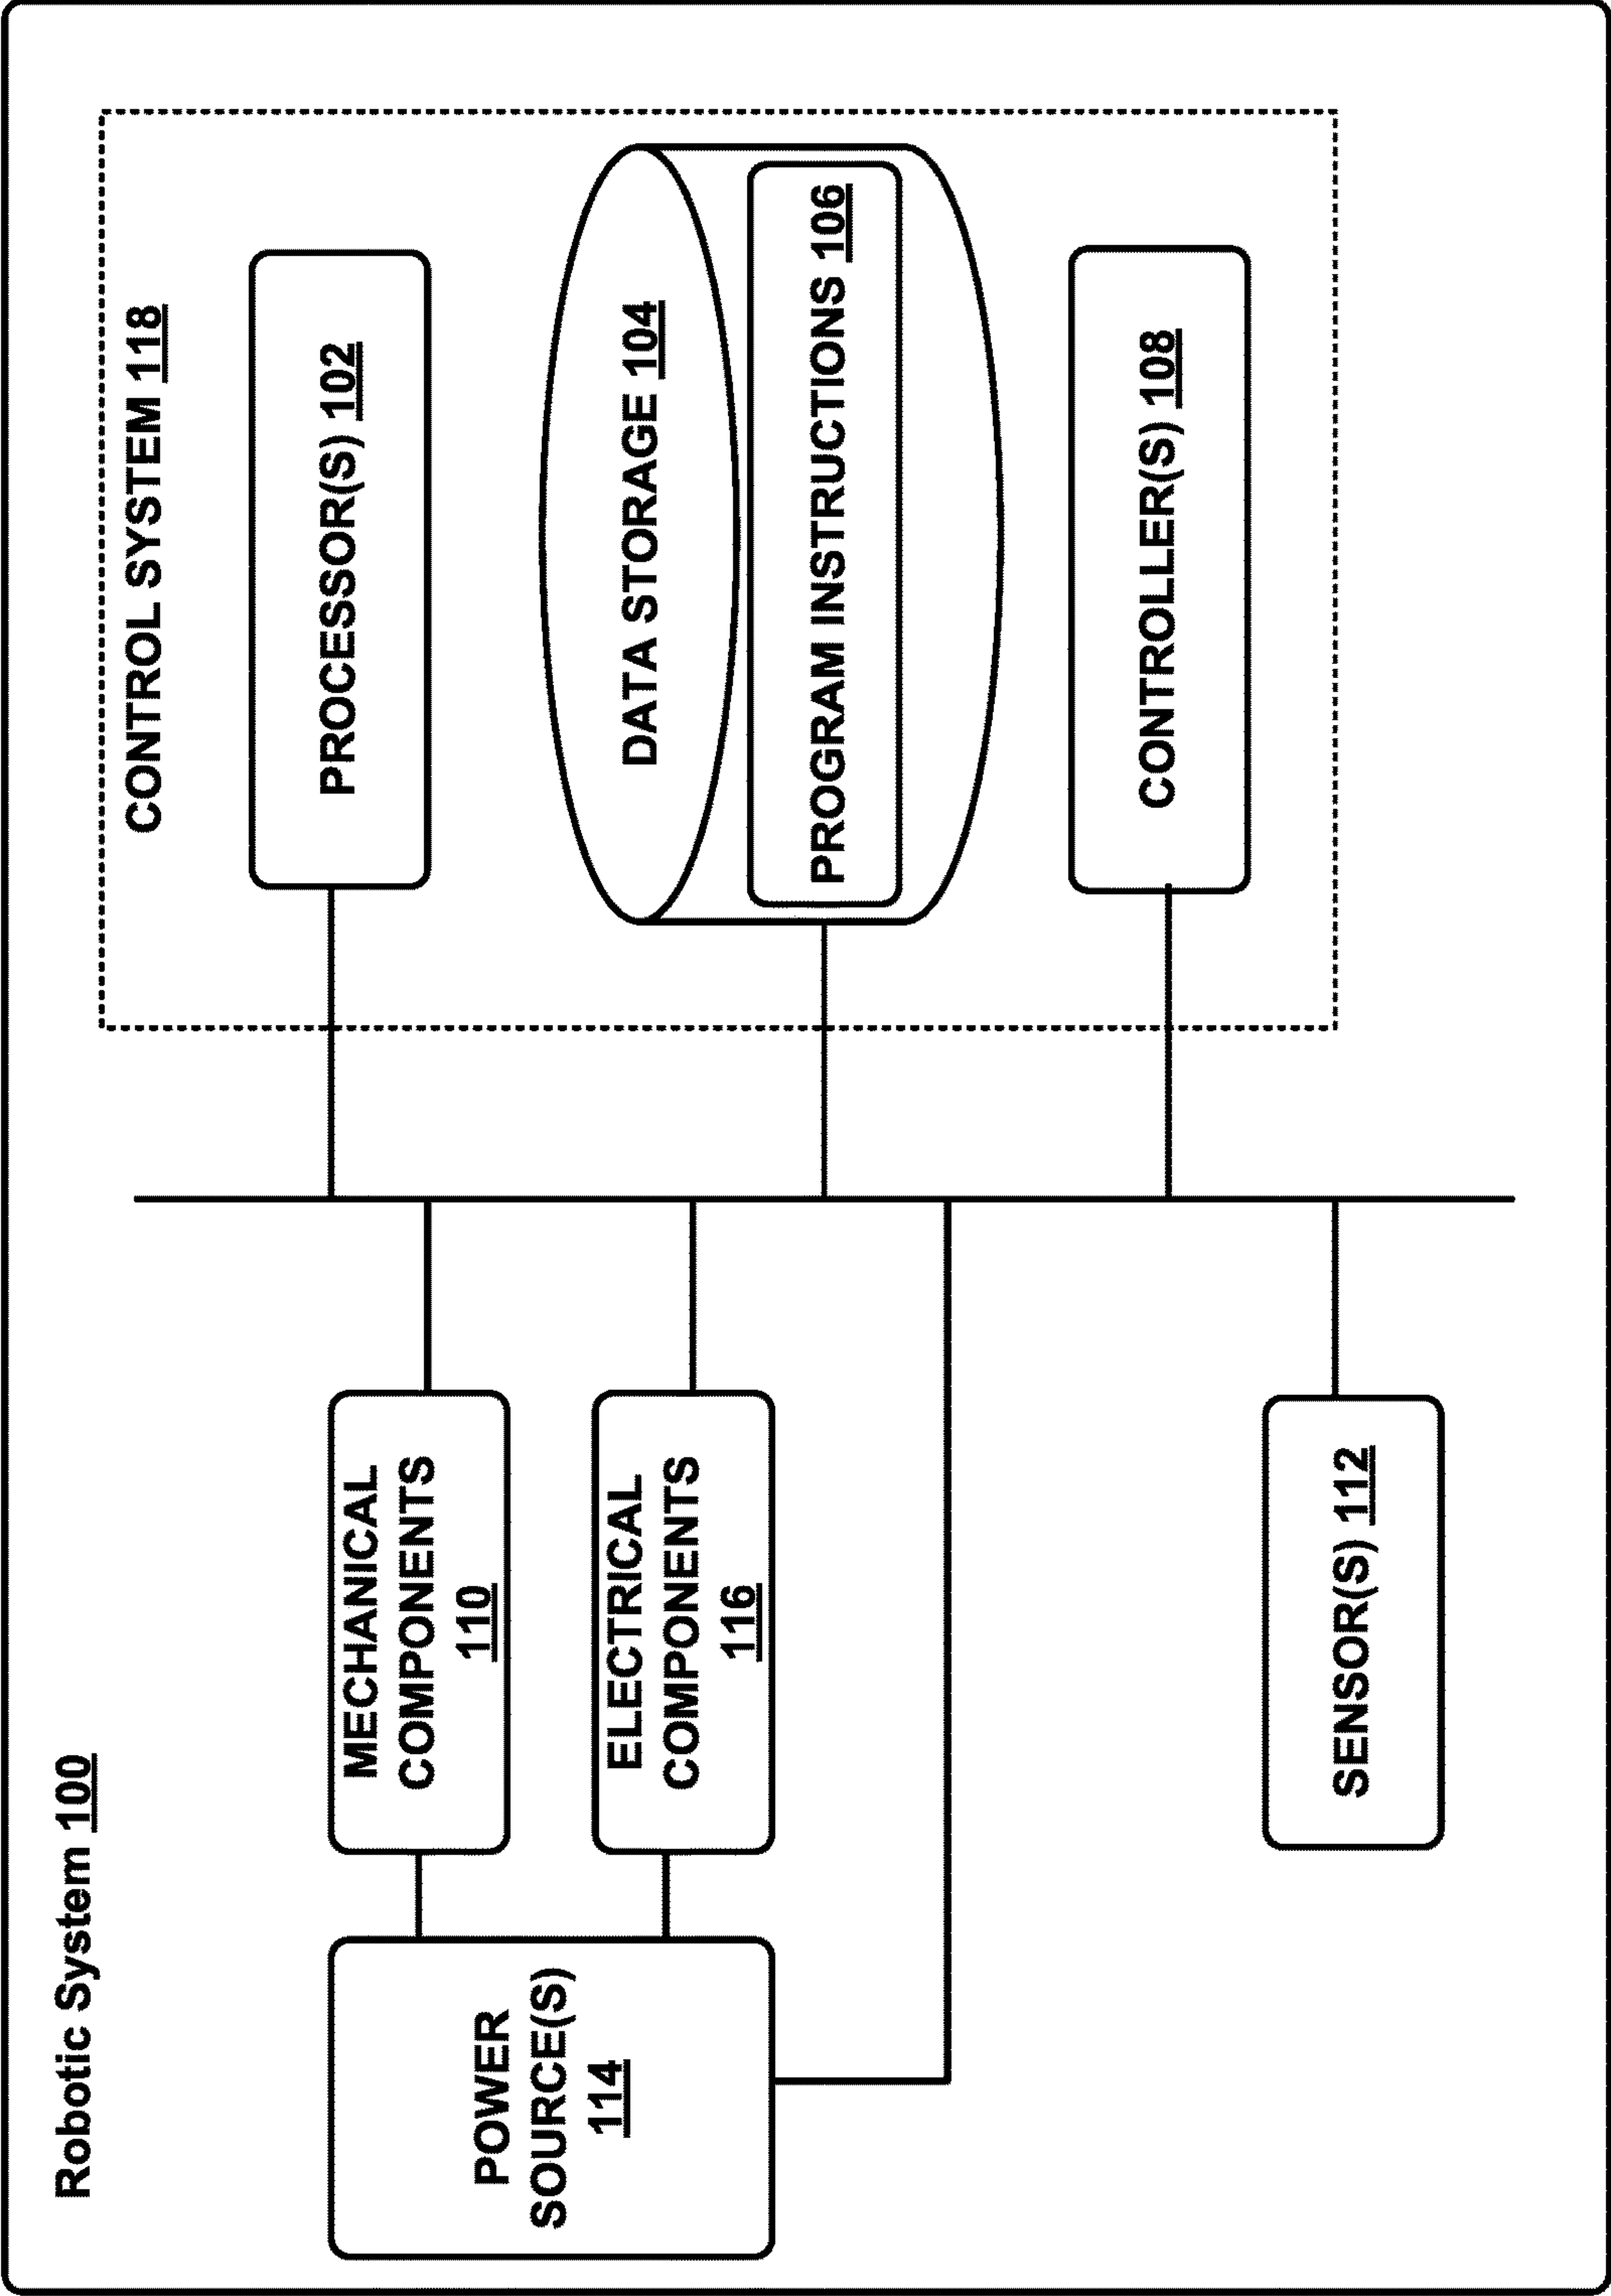 Robotic System 100
CONTROL SYSTEM 118
PROCESSOR(S) 102
DATA STORAGE 104
PROGRAM INSTRUCTIONS 106
CONTROLLER(S) 108
MECHANICAL
COMPONENTS
110
ELECTRICAL
COMPONENTS
116
POWER
SOURCE(S)
114
SENSOR(S) 112